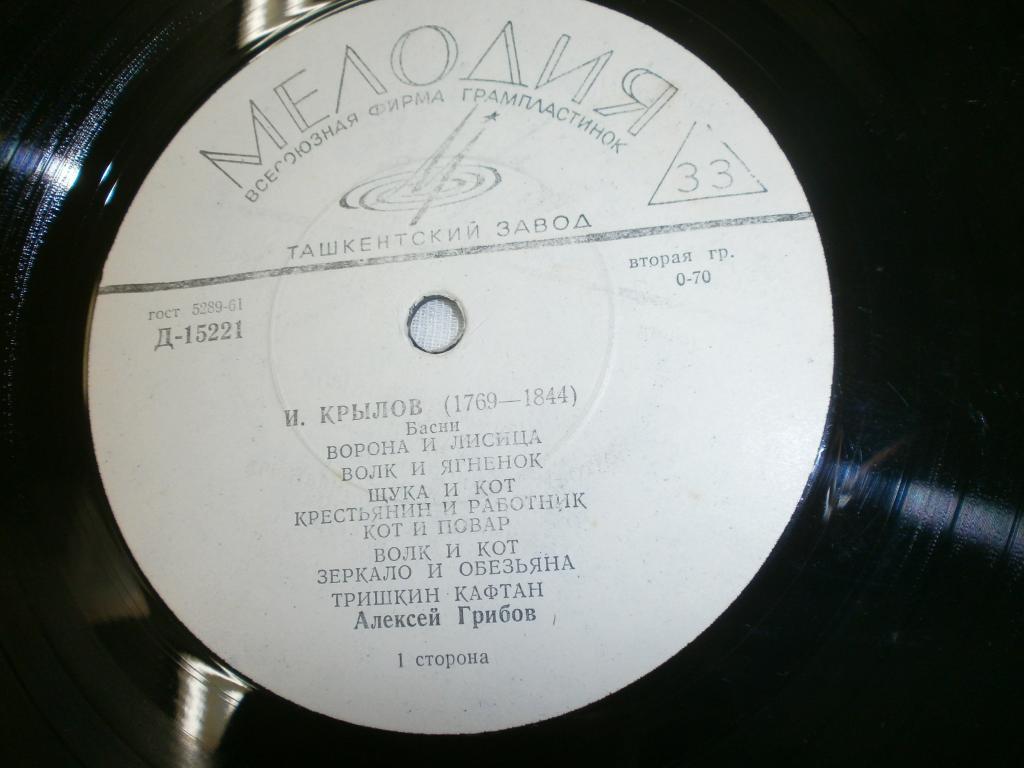 МЕЛОДИЯ
ВСЕСОЮЗНАЯ ФИРМА ГРАМПЛАСТИНОК
33
ТАШКЕНТСКИЙ ЗАВОД
вторая гр.
0-70
гост 5289-61
Д-15221
И. КРЫЛОВ (1769—1844)
Басни
ВОРОНА И ЛИСИЦА
ВОЛК И ЯГНЕНОК
ЩУКА И КОТ
КРЕСТЬЯНИН И РАБОТНИК
КОТ И ПОВАР
ВОЛК И КОТ
ЗЕРКАЛО И ОБЕЗЬЯНА
ТРИШКИН КАФТАН
Алексей Грибов
1 сторона